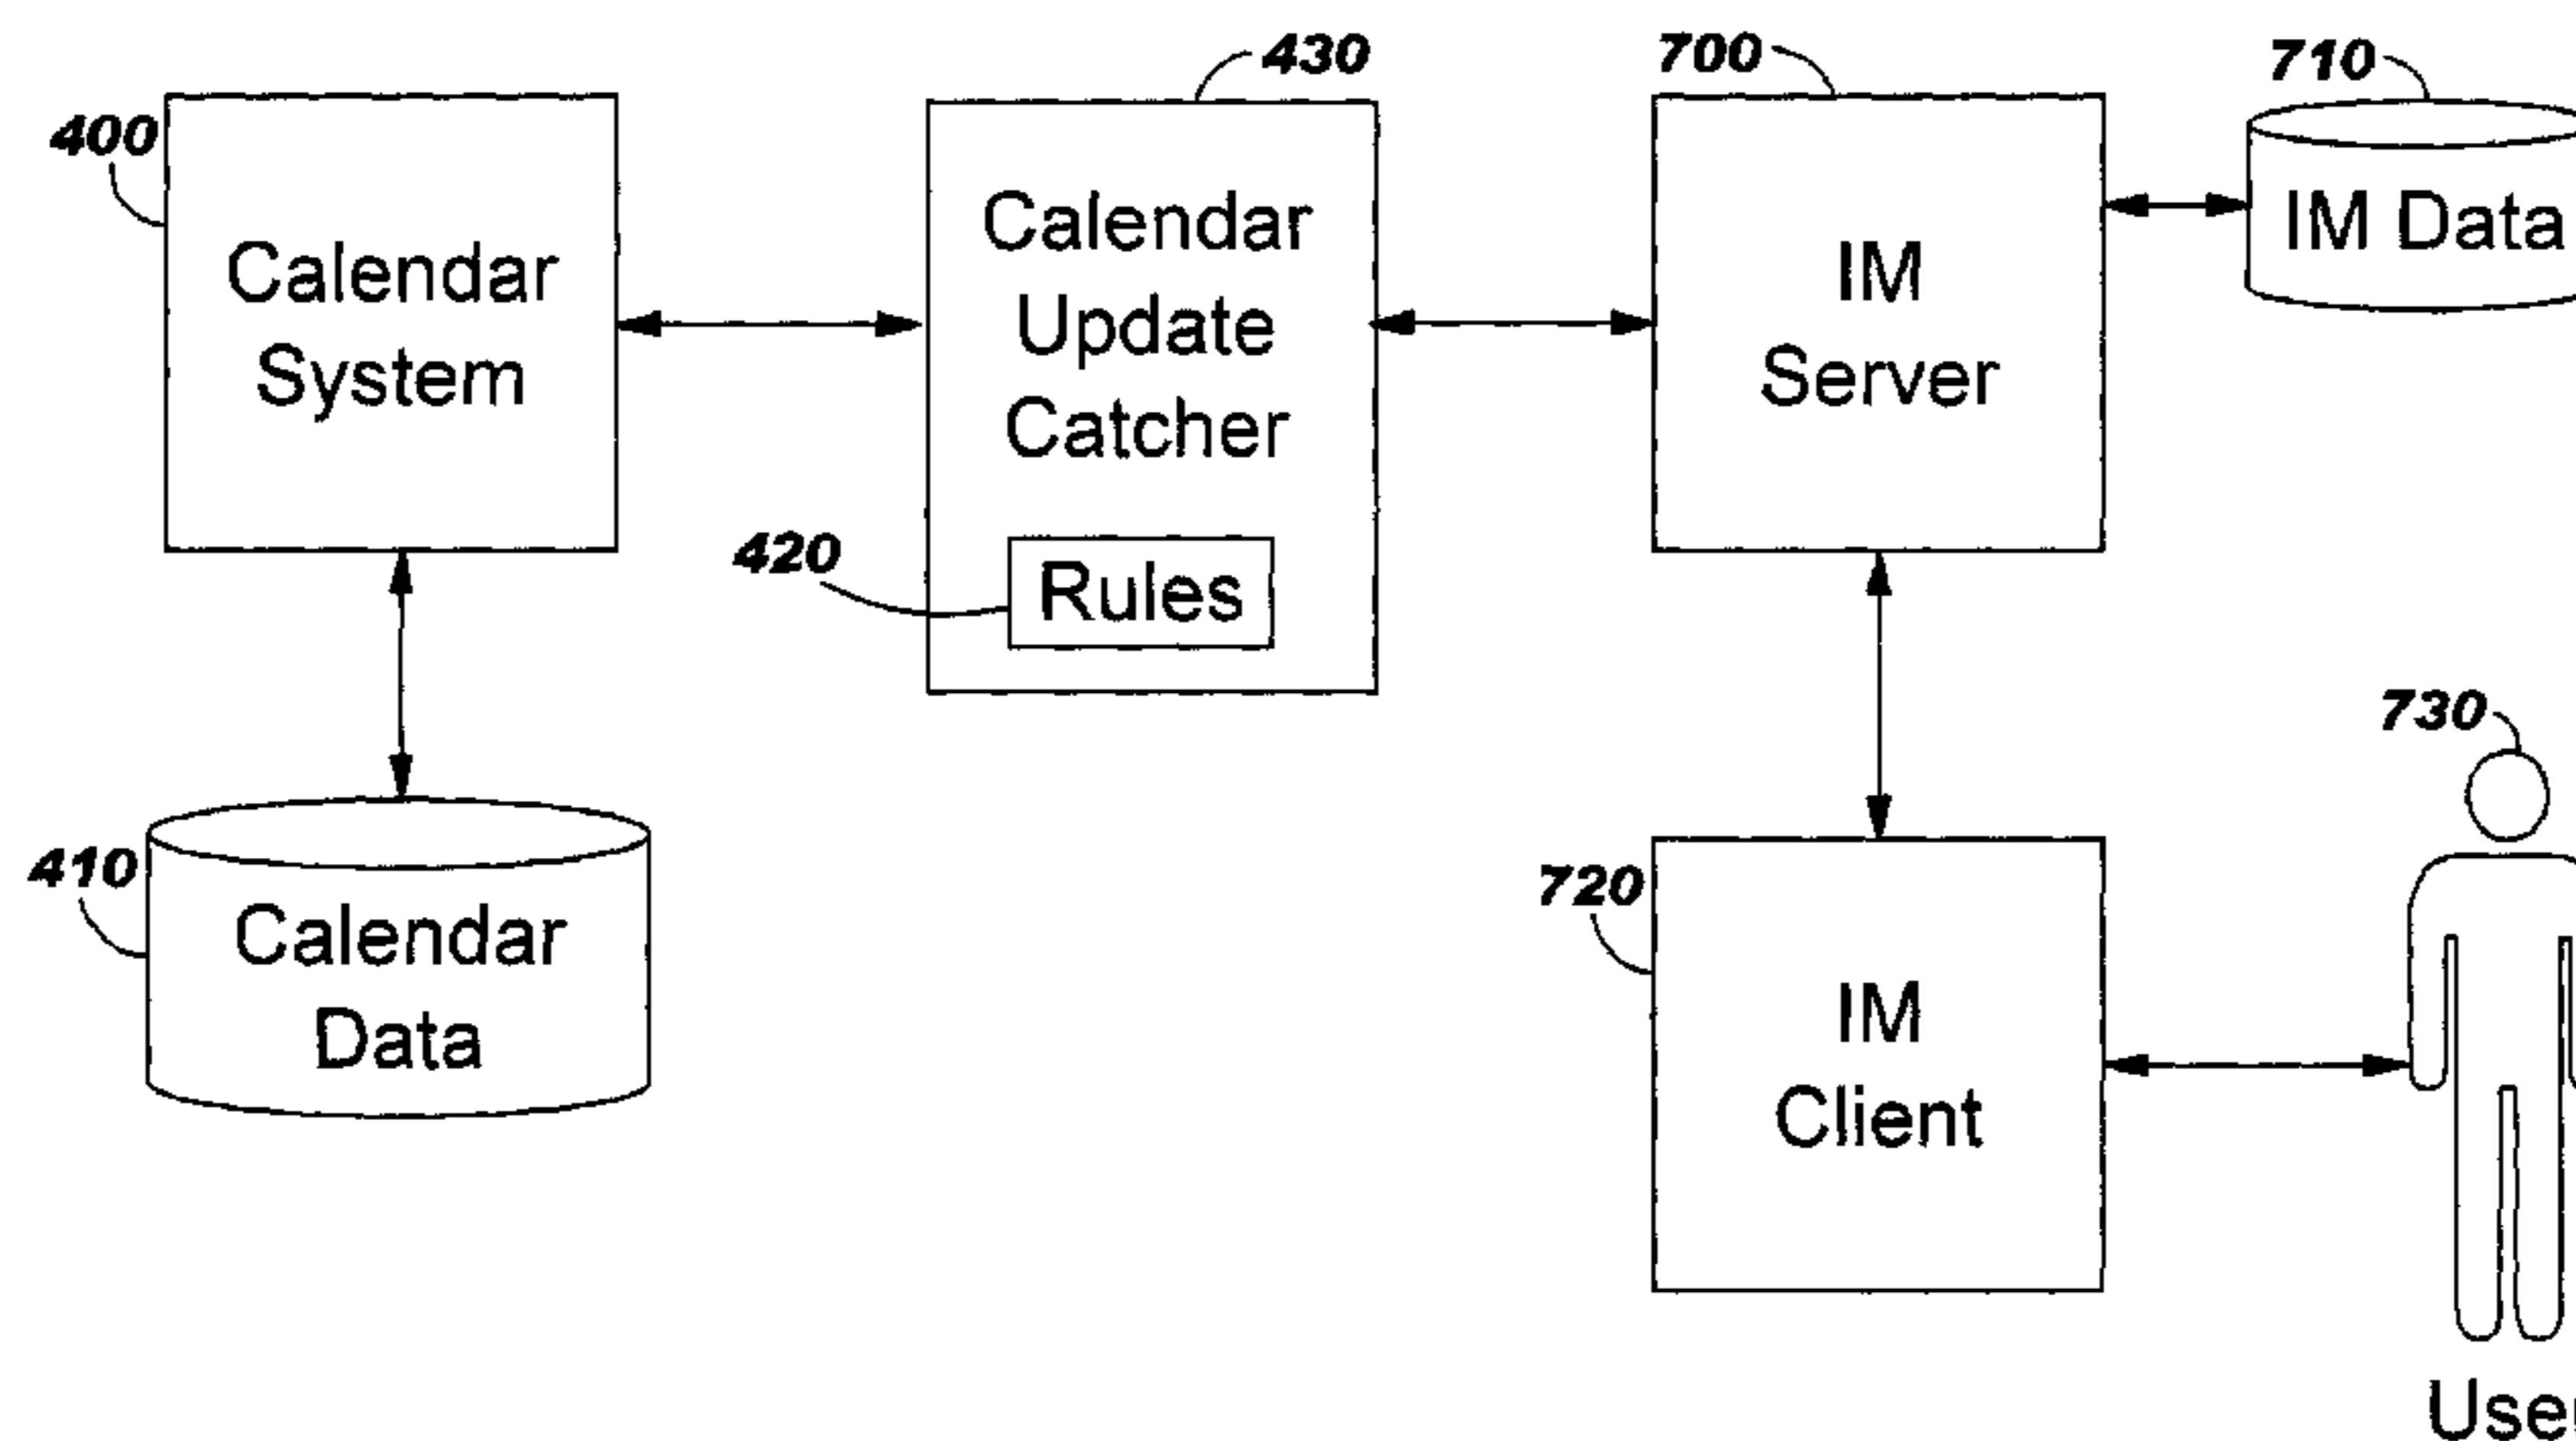 430
700
710
400
Calendar
System
Calendar
Update
Catcher
IM
Server
IM Data
420
Rules
730
410
Calendar
Data
720
IM
Client